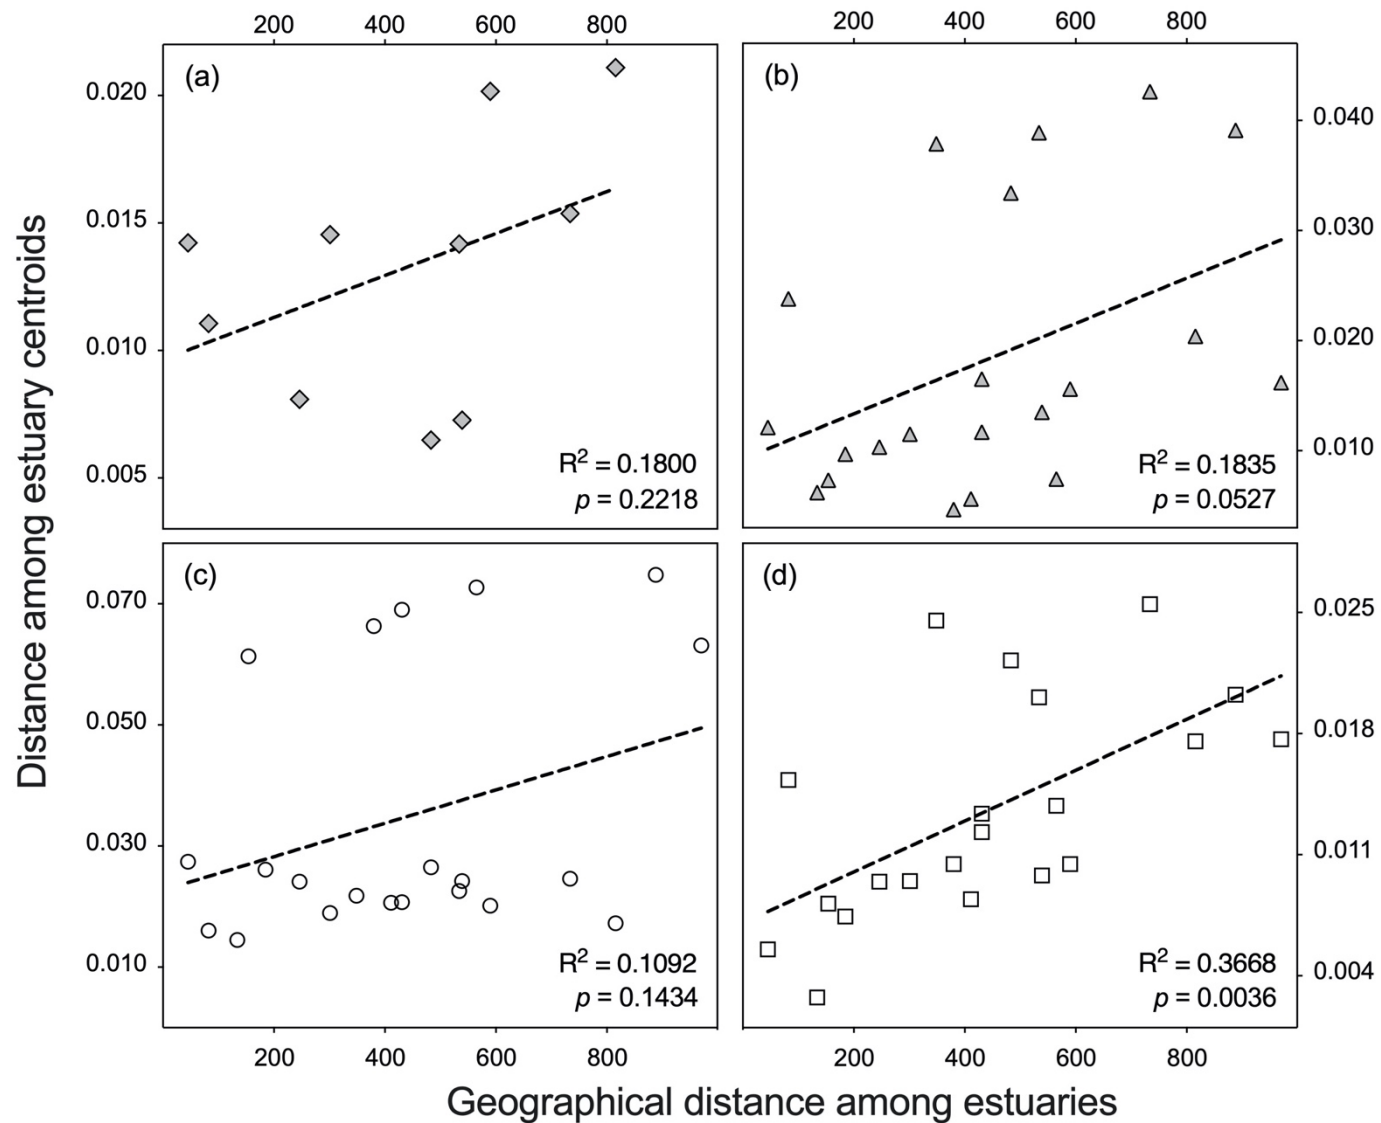 200 400 600 800
200 400 600 800
Distance among estuary centroids
(a)
0.020
0.015
0.010
0.005
R² = 0.1800
p = 0.2218
(b)
0.040
0.030
0.020
0.010
R² = 0.1835
p = 0.0527
(c)
0.070
0.050
0.030
0.010
R² = 0.1092
p = 0.1434
(d)
0.025
0.018
0.011
0.004
R² = 0.3668
p = 0.0036
200 400 600 800
200 400 600 800
Geographical distance among estuaries